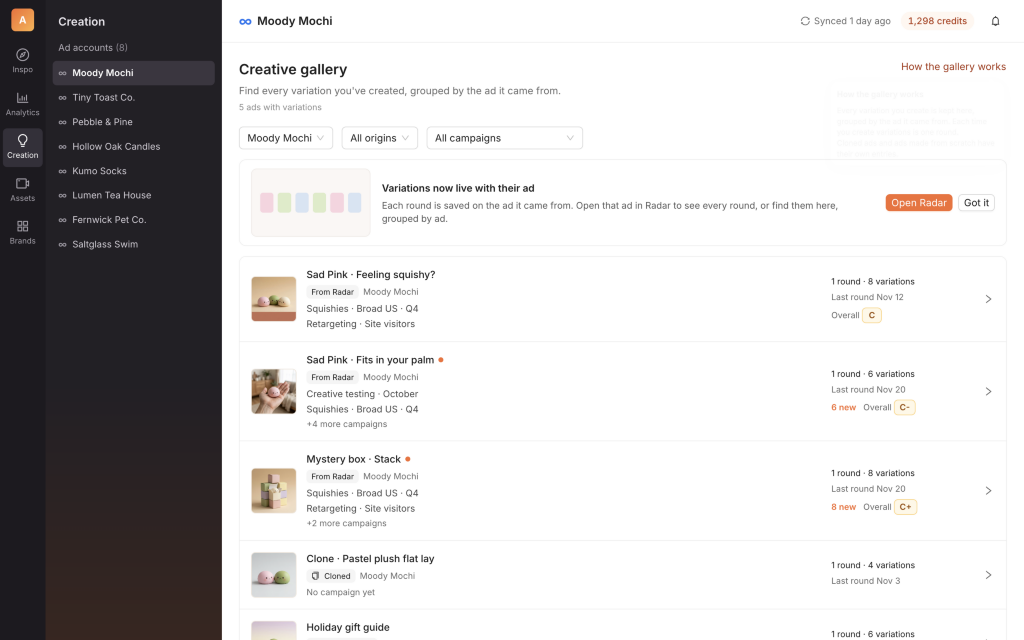 A
Inspo
Analytics
Creation
Assets
Brands
Creation
Ad accounts (8)
Moody Mochi
Tiny Toast Co.
Pebble & Pine
Hollow Oak Candles
Kumo Socks
Lumen Tea House
Fernwick Pet Co.
Saltglass Swim
Moody Mochi
Synced 1 day ago
1,298 credits
Creative gallery
How the gallery works
Find every variation you've created, grouped by the ad it came from.
5 ads with variations
Moody Mochi
All origins
All campaigns
Variations now live with their ad
Each round is saved on the ad it came from. Open that ad in Radar to see every round, or find them here,
grouped by ad.
Open Radar
Got it
Sad Pink · Feeling squishy?
From Radar Moody Mochi
Squishies · Broad US · Q4
Retargeting · Site visitors
1 round · 8 variations
Last round Nov 12
Overall C
Sad Pink · Fits in your palm
From Radar Moody Mochi
Creative testing · October
Squishies · Broad US · Q4
+4 more campaigns
1 round · 6 variations
Last round Nov 20
6 new Overall C-
Mystery box · Stack
From Radar Moody Mochi
Squishies · Broad US · Q4
Retargeting · Site visitors
+2 more campaigns
1 round · 8 variations
Last round Nov 20
8 new Overall C+
Clone · Pastel plush flat lay
Cloned Moody Mochi
No campaign yet
1 round · 4 variations
Last round Nov 3
Holiday gift guide
1 round · 6 variations